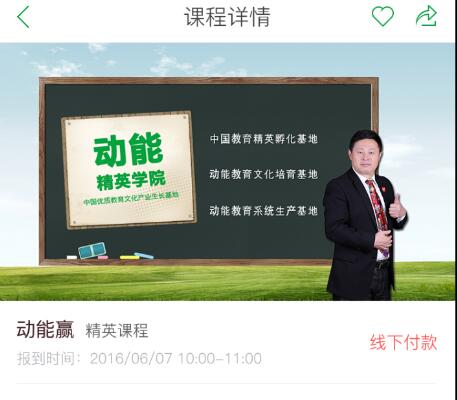 课程详情
动能
精英学院
中国优质教育文化产业生长基地
中国教育精英孵化基地
动能教育文化培育基地
动能教育系统生产基地
动能赢 精英课程
线下付款
报到时间：2016/06/07 10:00-11:00